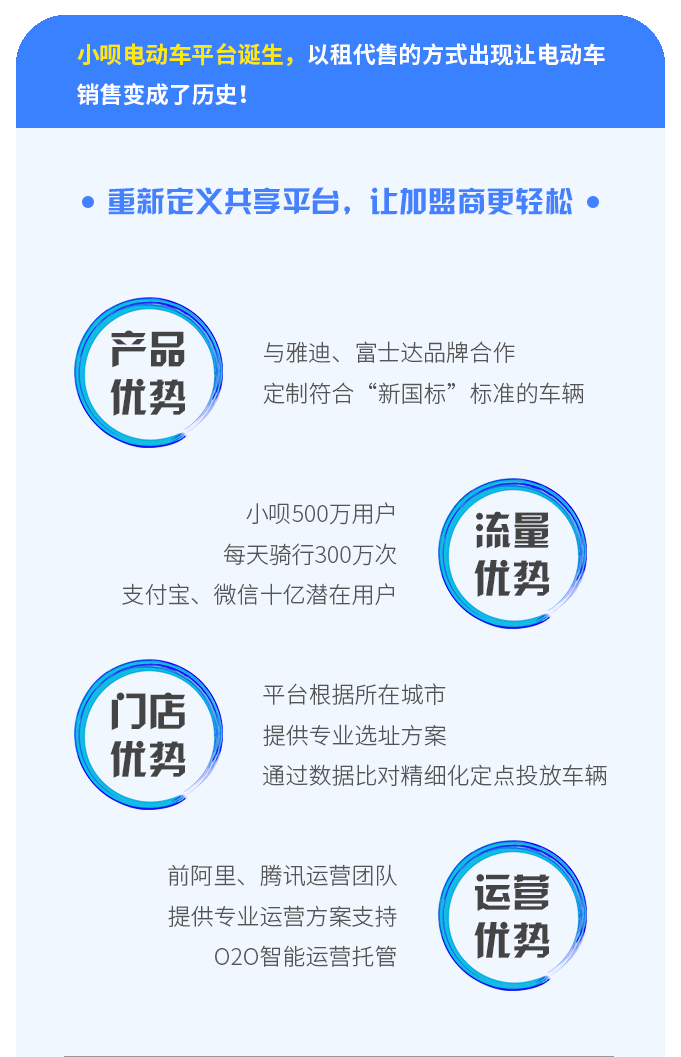 小呗电动车平台诞生，以租代售的方式出现让电动车
销售变成了历史！
• 重新定义共享平台，让加盟商更轻松 •
产品
优势
与雅迪、富士达品牌合作
定制符合“新国标”标准的车辆
小呗500万用户
每天骑行300万次
支付宝、微信十亿潜在用户
流量
优势
门店
优势
平台根据所在城市
提供专业选址方案
通过数据比对精细化定点投放车辆
前阿里、腾讯运营团队
提供专业运营方案支持
O2O智能运营托管
运营
优势